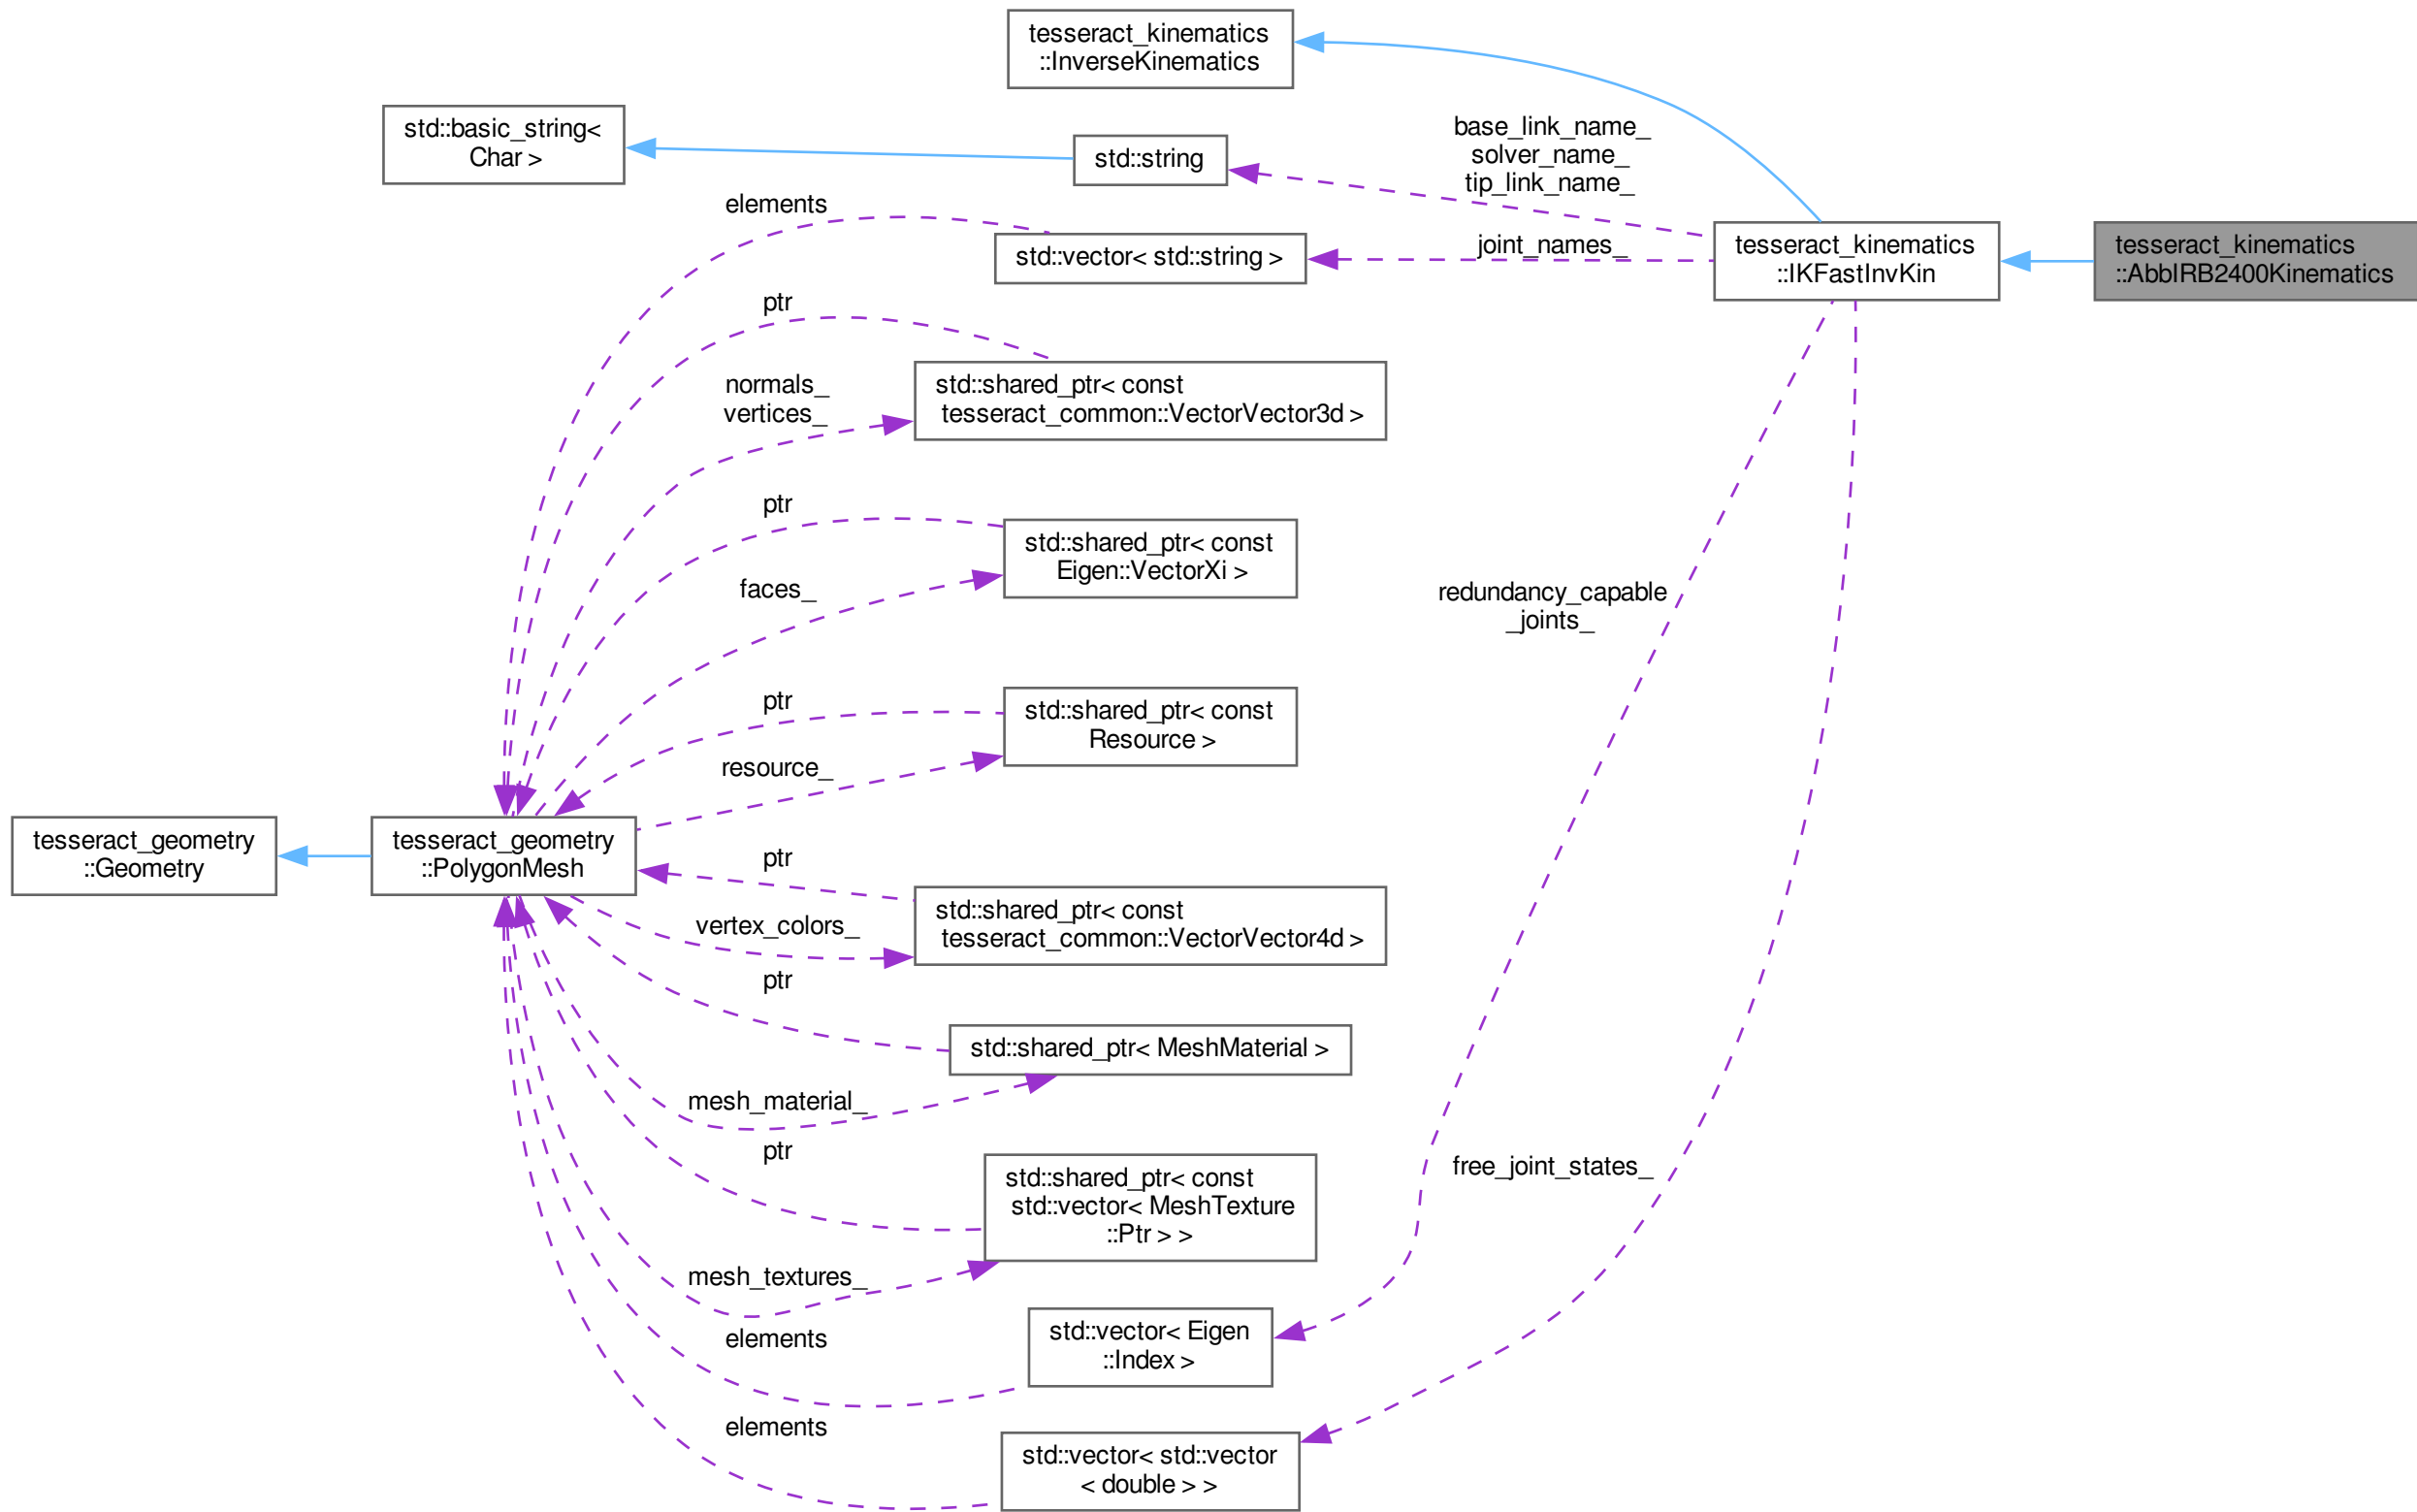 tesseract_kinematics
::InverseKinematics
std::basic_string<
Char >
std::string
base_link_name_
solver_name_
tip_link_name_
elements
std::vector< std::string >
joint_names_
tesseract_kinematics
::IKFastInvKin
tesseract_kinematics
::AbbIRB2400Kinematics
ptr
normals_
vertices_
std::shared_ptr< const
tesseract_common::VectorVector3d >
ptr
faces_
std::shared_ptr< const
Eigen::VectorXi >
redundancy_capable
_joints_
ptr
resource_
std::shared_ptr< const
Resource >
tesseract_geometry
::Geometry
tesseract_geometry
::PolygonMesh
ptr
vertex_colors_
std::shared_ptr< const
tesseract_common::VectorVector4d >
ptr
std::shared_ptr< MeshMaterial >
mesh_material_
ptr
std::shared_ptr< const
std::vector< MeshTexture
::Ptr > >
free_joint_states_
mesh_textures_
elements
std::vector< Eigen
::Index >
elements
std::vector< std::vector
< double > >